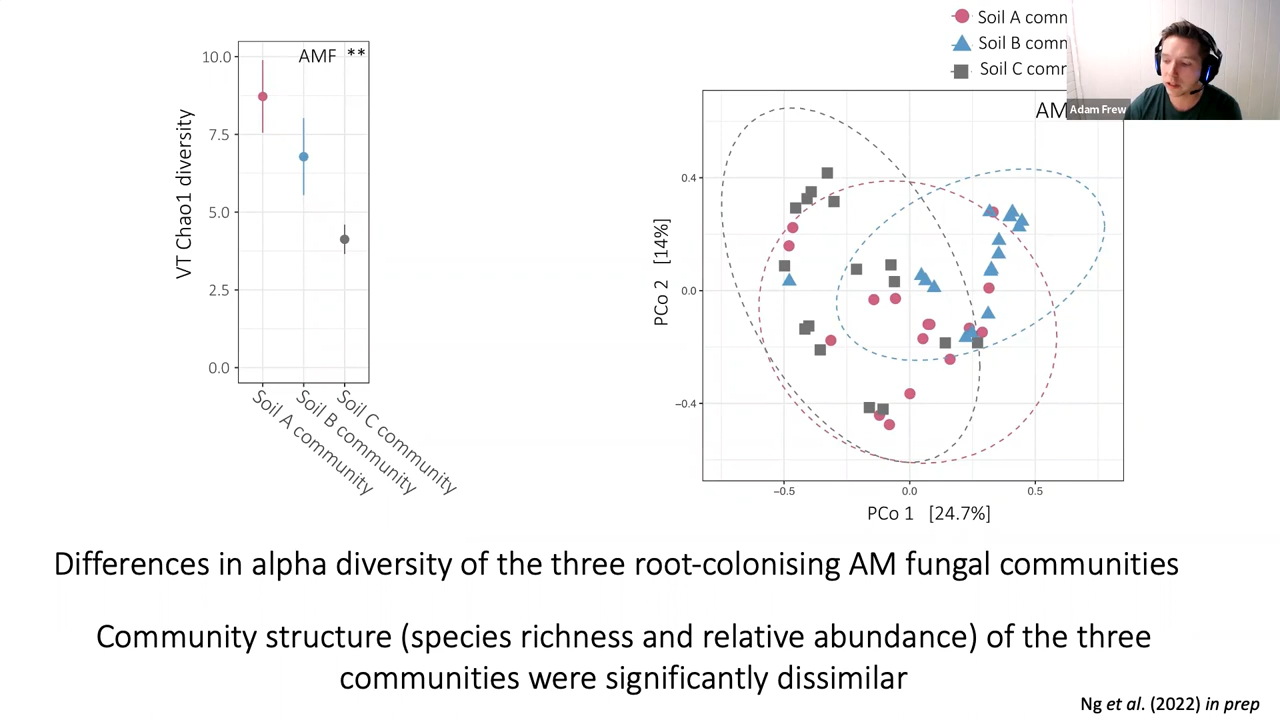 Soil A comm
Soil B comm
Soil C comm
Adam Frew
AMF **
AM
10.0
7.5
5.0
2.5
0.0
VT Chao1 diversity
Soil A community
Soil B community
Soil C community
0.4
0.0
−0.4
PCo 2 [14%]
−0.5
0.0
0.5
PCo 1 [24.7%]
Differences in alpha diversity of the three root-colonising AM fungal communities
Community structure (species richness and relative abundance) of the three
communities were significantly dissimilar
Ng et al. (2022) in prep